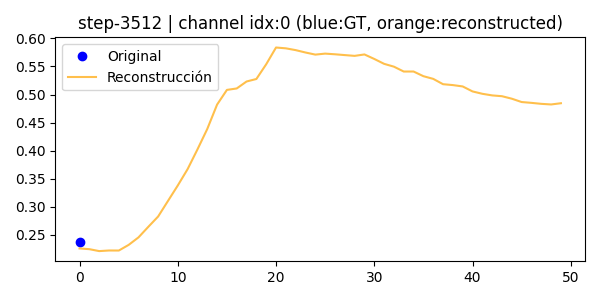 step-3512 | channel idx:0 (blue:GT, orange:reconstructed)
Original
Reconstrucción
0.60
0.55
0.50
0.45
0.40
0.35
0.30
0.25
0 10 20 30 40 50